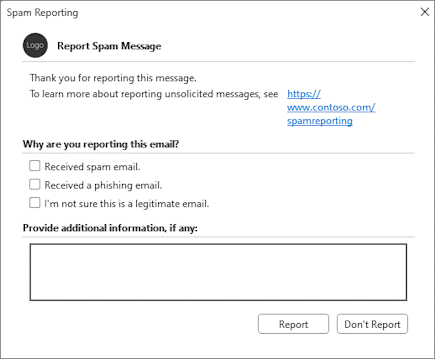 Spam Reporting
Logo
Report Spam Message
Thank you for reporting this message.
To learn more about reporting unsolicited messages, see
https://
www.contoso.com/
spamreporting
Why are you reporting this email?
Received spam email.
Received a phishing email.
I'm not sure this is a legitimate email.
Provide additional information, if any:
Report
Don't Report